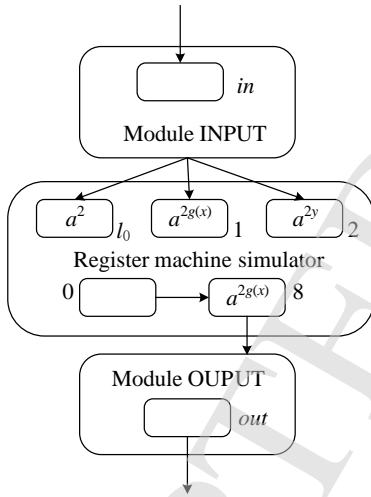 in
Module INPUT
a^2 l_0 a^{2g(x)} 1 a^{2y} 2
Register machine simulator
0 a^{2g(x)} 8
Module OUPUT
out